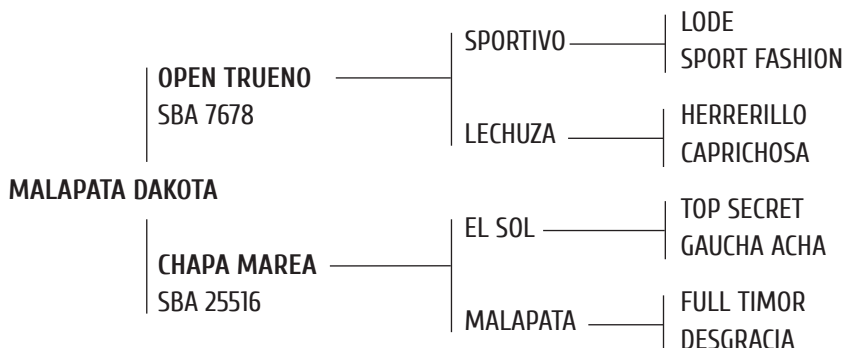 LODE
SPORTIVO
SPORT FASHION
OPEN TRUENO
SBA 7678
HERRERILLO
LECHUZA
CAPRICHOSA
MALAPATA DAKOTA
TOP SECRET
EL SOL
GAUCHA ACHA
CHAPA MAREA
SBA 25516
FULL TIMOR
MALAPATA
DESGRACIA